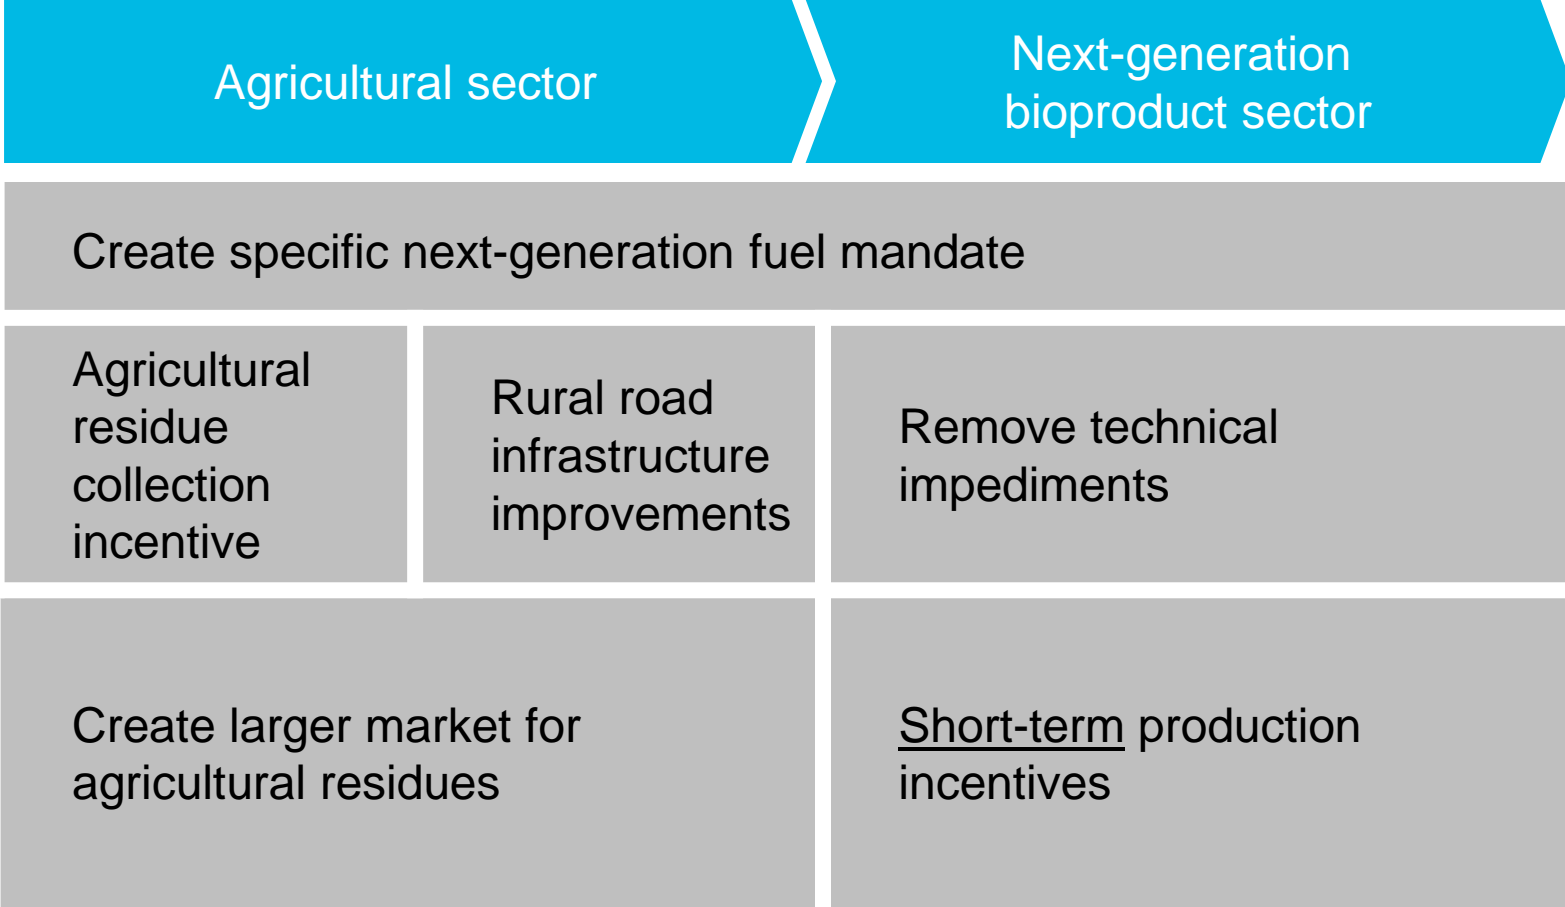 Agricultural sector
Next-generation
bioproduct sector
Create specific next-generation fuel mandate
Agricultural
residue
collection
incentive
Rural road
infrastructure
improvements
Remove technical
impediments
Create larger market for
agricultural residues
Short-term production
incentives